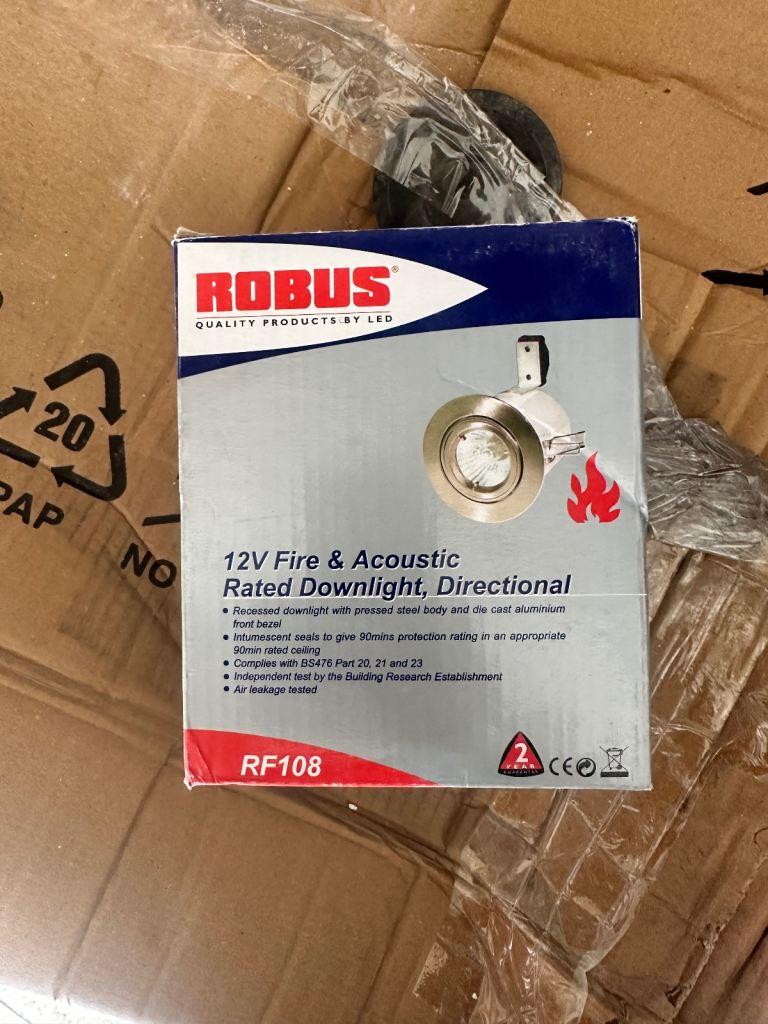 ROBUS®
QUALITY PRODUCTS BY LED
20
PAP
NO
12V Fire & Acoustic
Rated Downlight, Directional
• Recessed downlight with pressed steel body and die cast aluminium
front bezel
• Intumescent seals to give 90mins protection rating in an appropriate
90min rated ceiling
• Complies with BS476 Part 20, 21 and 23
• Independent test by the Building Research Establishment
• Air leakage tested
RF108
2
YEAR
GUARANTEE
CE